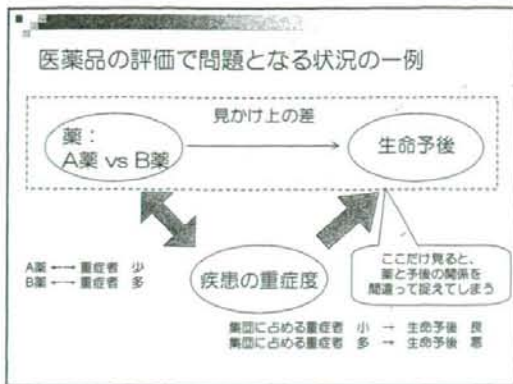 医薬品の評価で問題となる状況の一例
見かけ上の差
薬：
A薬 vs B薬
生命予後
疾患の重症度
A薬 ←→ 重症者 少
B薬 ←→ 重症者 多
ここだけ見ると、
薬と予後の関係を
間違って捉えてしまう
集団に占める重症者 小 → 生命予後 良
集団に占める重症者 多 → 生命予後 悪